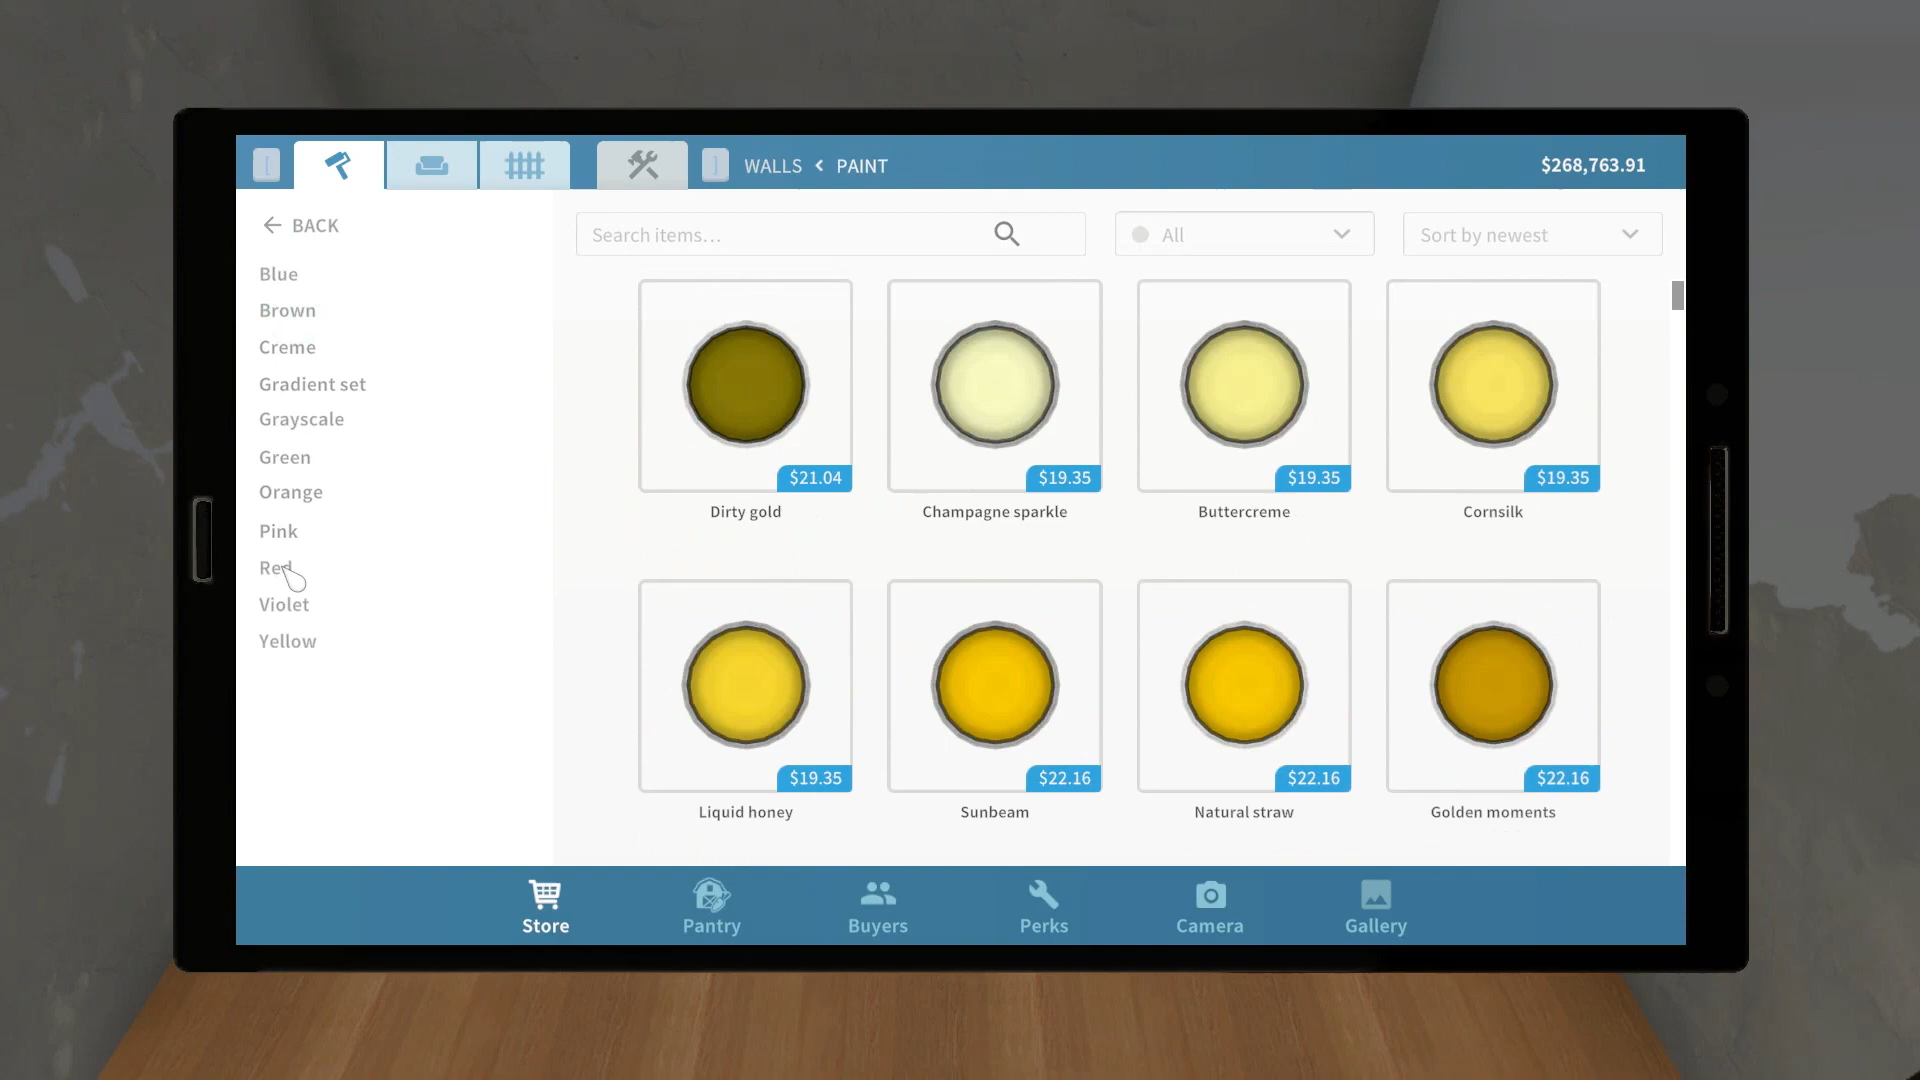 WALLS < PAINT
$268,763.91
BACK
Blue
Brown
Creme
Gradient set
Grayscale
Green
Orange
Pink
Red
Violet
Yellow
Search items...
All
Sort by newest
$21.04
$19.35
$19.35
$19.35
Dirty gold
Champagne sparkle
Buttercreme
Cornsilk
$19.35
$22.16
$22.16
$22.16
Liquid honey
Sunbeam
Natural straw
Golden moments
Store
Pantry
Buyers
Perks
Camera
Gallery